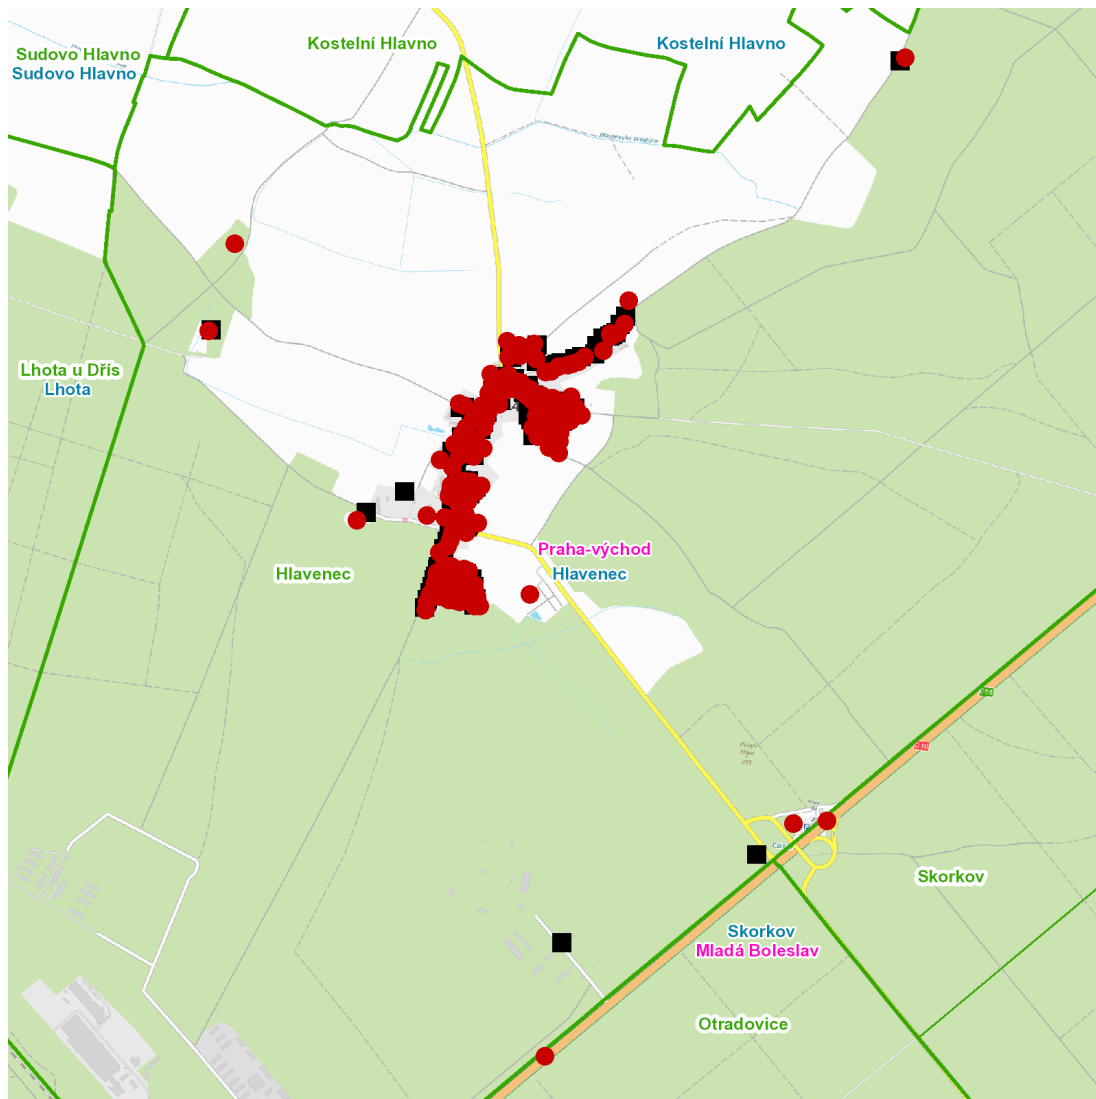 Sudovo Hlavno
Sudovo Hlavno
Kostelní Hlavno
Kostelní Hlavno
Lhota u Dřís
Lhota
Praha-východ
Hlavenec
Hlavenec
Skorkov
Skorkov
Mladá Boleslav
Otradovice